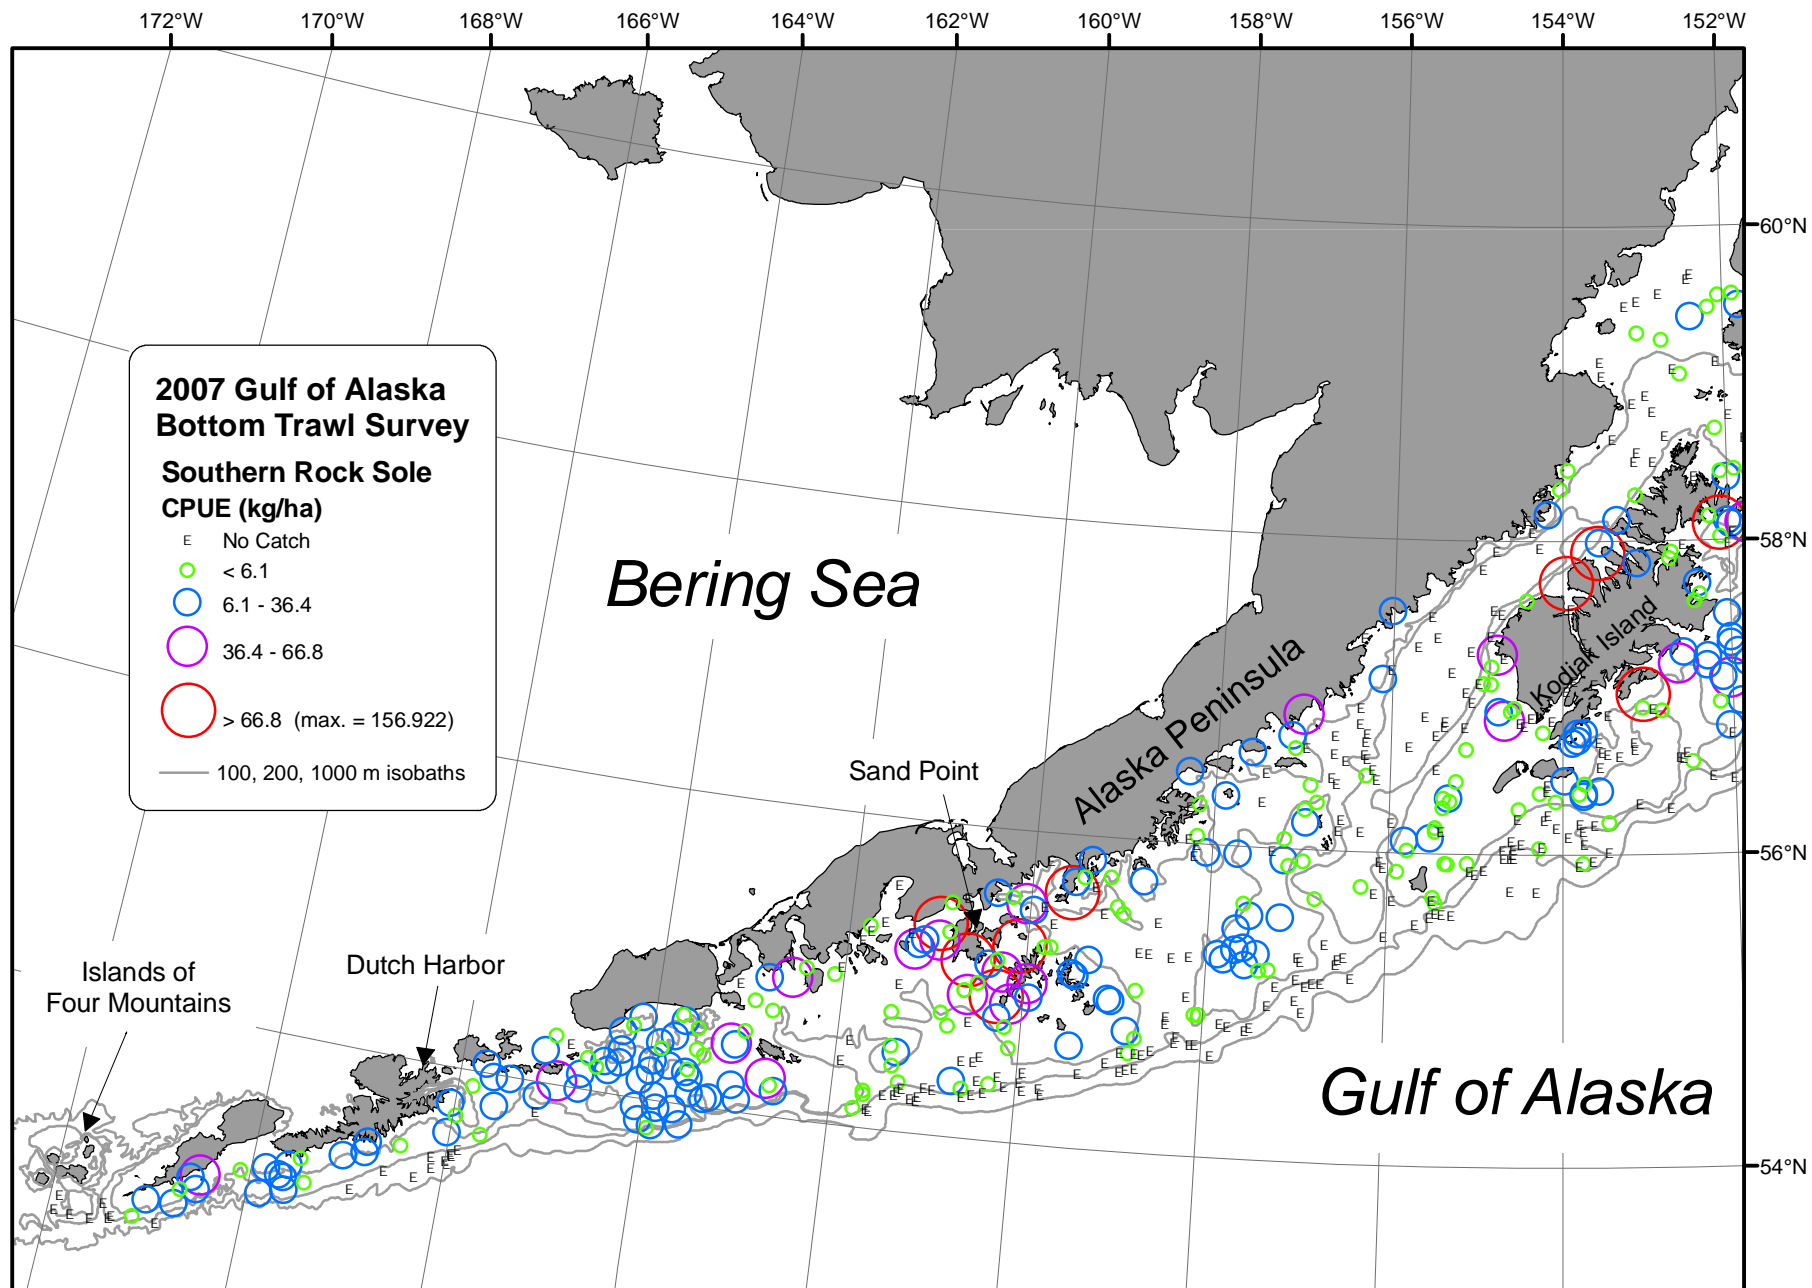 172°W 170°W 168°W 166°W 164°W 162°W 160°W 158°W 156°W 154°W 152°W
60°N
58°N
56°N
54°N
2007 Gulf of Alaska
Bottom Trawl Survey
Southern Rock Sole
CPUE (kg/ha)
E No Catch
< 6.1
6.1 - 36.4
36.4 - 66.8
> 66.8 (max. = 156.922)
100, 200, 1000 m isobaths
Bering Sea
Alaska Peninsula
Kodiak Island
Sand Point
Dutch Harbor
Islands of
Four Mountains
Gulf of Alaska